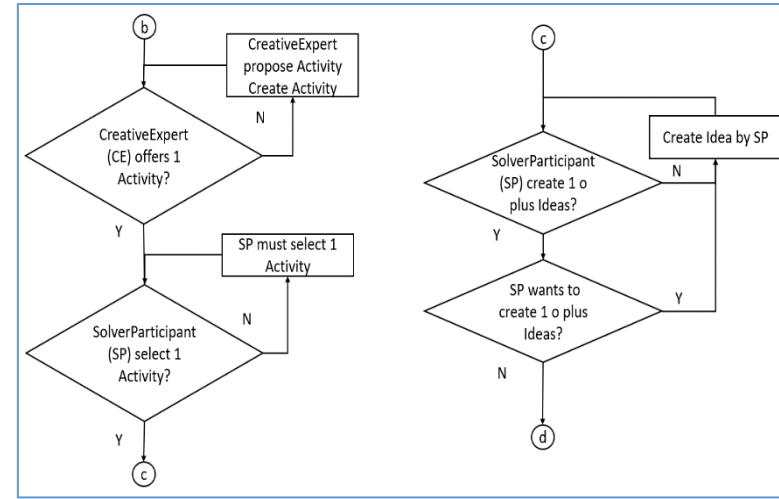 b
CreativeExpert
propose Activity
Create Activity
N
CreativeExpert
(CE) offers 1
Activity?
Y
SP must select 1
Activity
N
SolverParticipant
(SP) select 1
Activity?
Y
c
c
Create Idea by SP
N
SolverParticipant
(SP) create 1 o
plus Ideas?
Y
SP wants to
create 1 o plus
Ideas?
Y
N
d